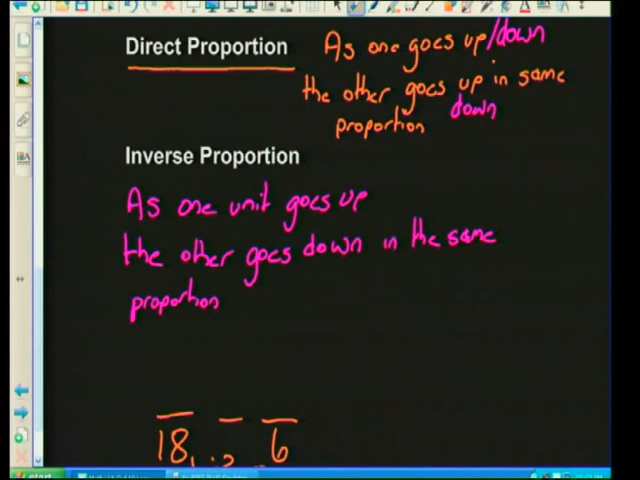 Direct Proportion
As one goes up/down
the other goes up in same
down
proportion
Inverse Proportion
As one unit goes up
the other goes down in the same
proportion
18 6
start